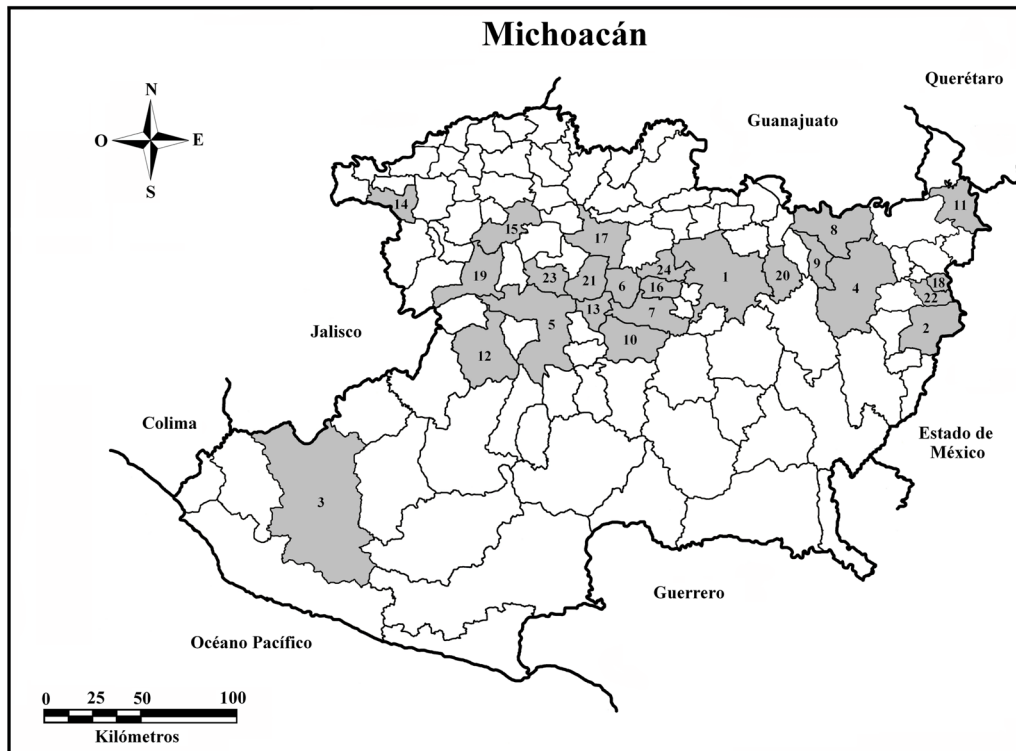 Michoacán
Querétaro
Guanajuato
N
O E
S
14
11
15
8
17
19
23
21
6
24
16
1
20
9
4
18
22
13
7
5
2
10
12
Jalisco
Colima
Estado de
México
3
Guerrero
Océano Pacífico
0 25 50 100
Kilómetros